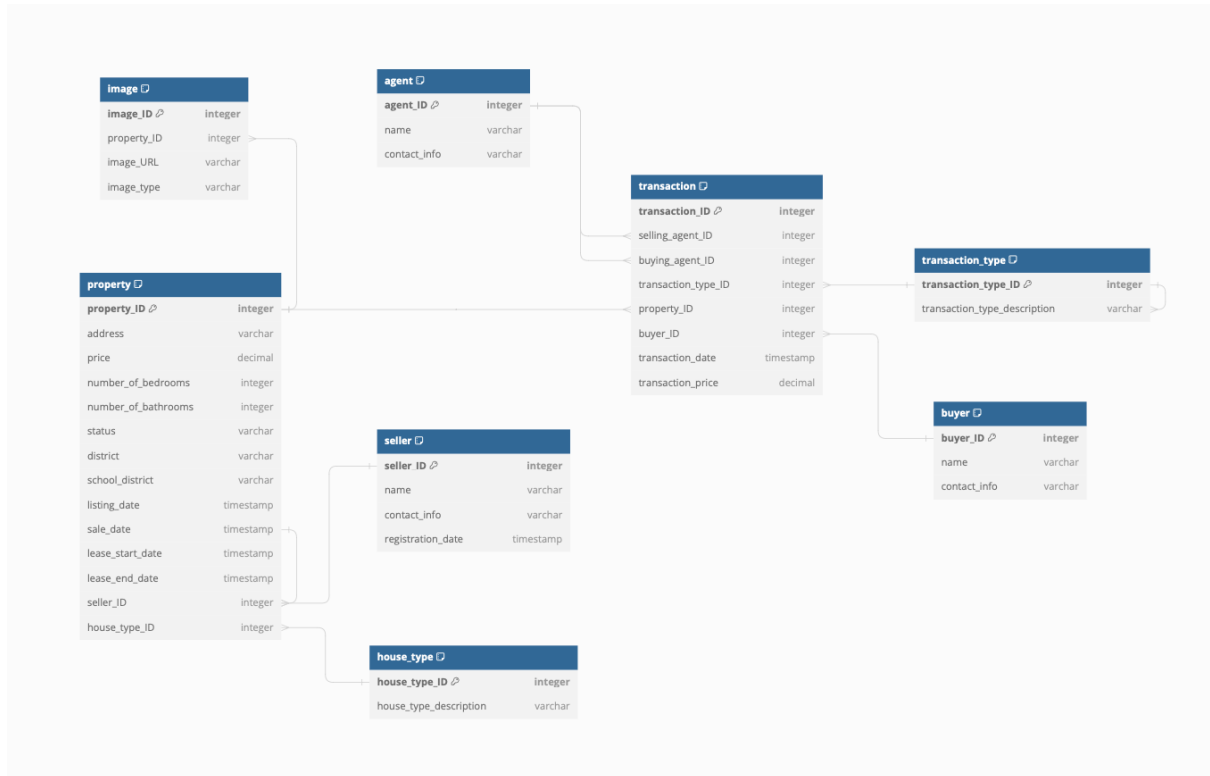 image
image_ID integer
property_ID integer
image_URL varchar
image_type varchar
agent
agent_ID integer
name varchar
contact_info varchar
transaction
transaction_ID integer
selling_agent_ID integer
buying_agent_ID integer
transaction_type_ID integer
property_ID integer
buyer_ID integer
transaction_date timestamp
transaction_price decimal
transaction_type
transaction_type_ID integer
transaction_type_description varchar
property
property_ID integer
address varchar
price decimal
number_of_bedrooms integer
number_of_bathrooms integer
status varchar
district varchar
school_district varchar
listing_date timestamp
sale_date timestamp
lease_start_date timestamp
lease_end_date timestamp
seller_ID integer
house_type_ID integer
seller
seller_ID integer
name varchar
contact_info varchar
registration_date timestamp
buyer
buyer_ID integer
name varchar
contact_info varchar
house_type
house_type_ID integer
house_type_description varchar